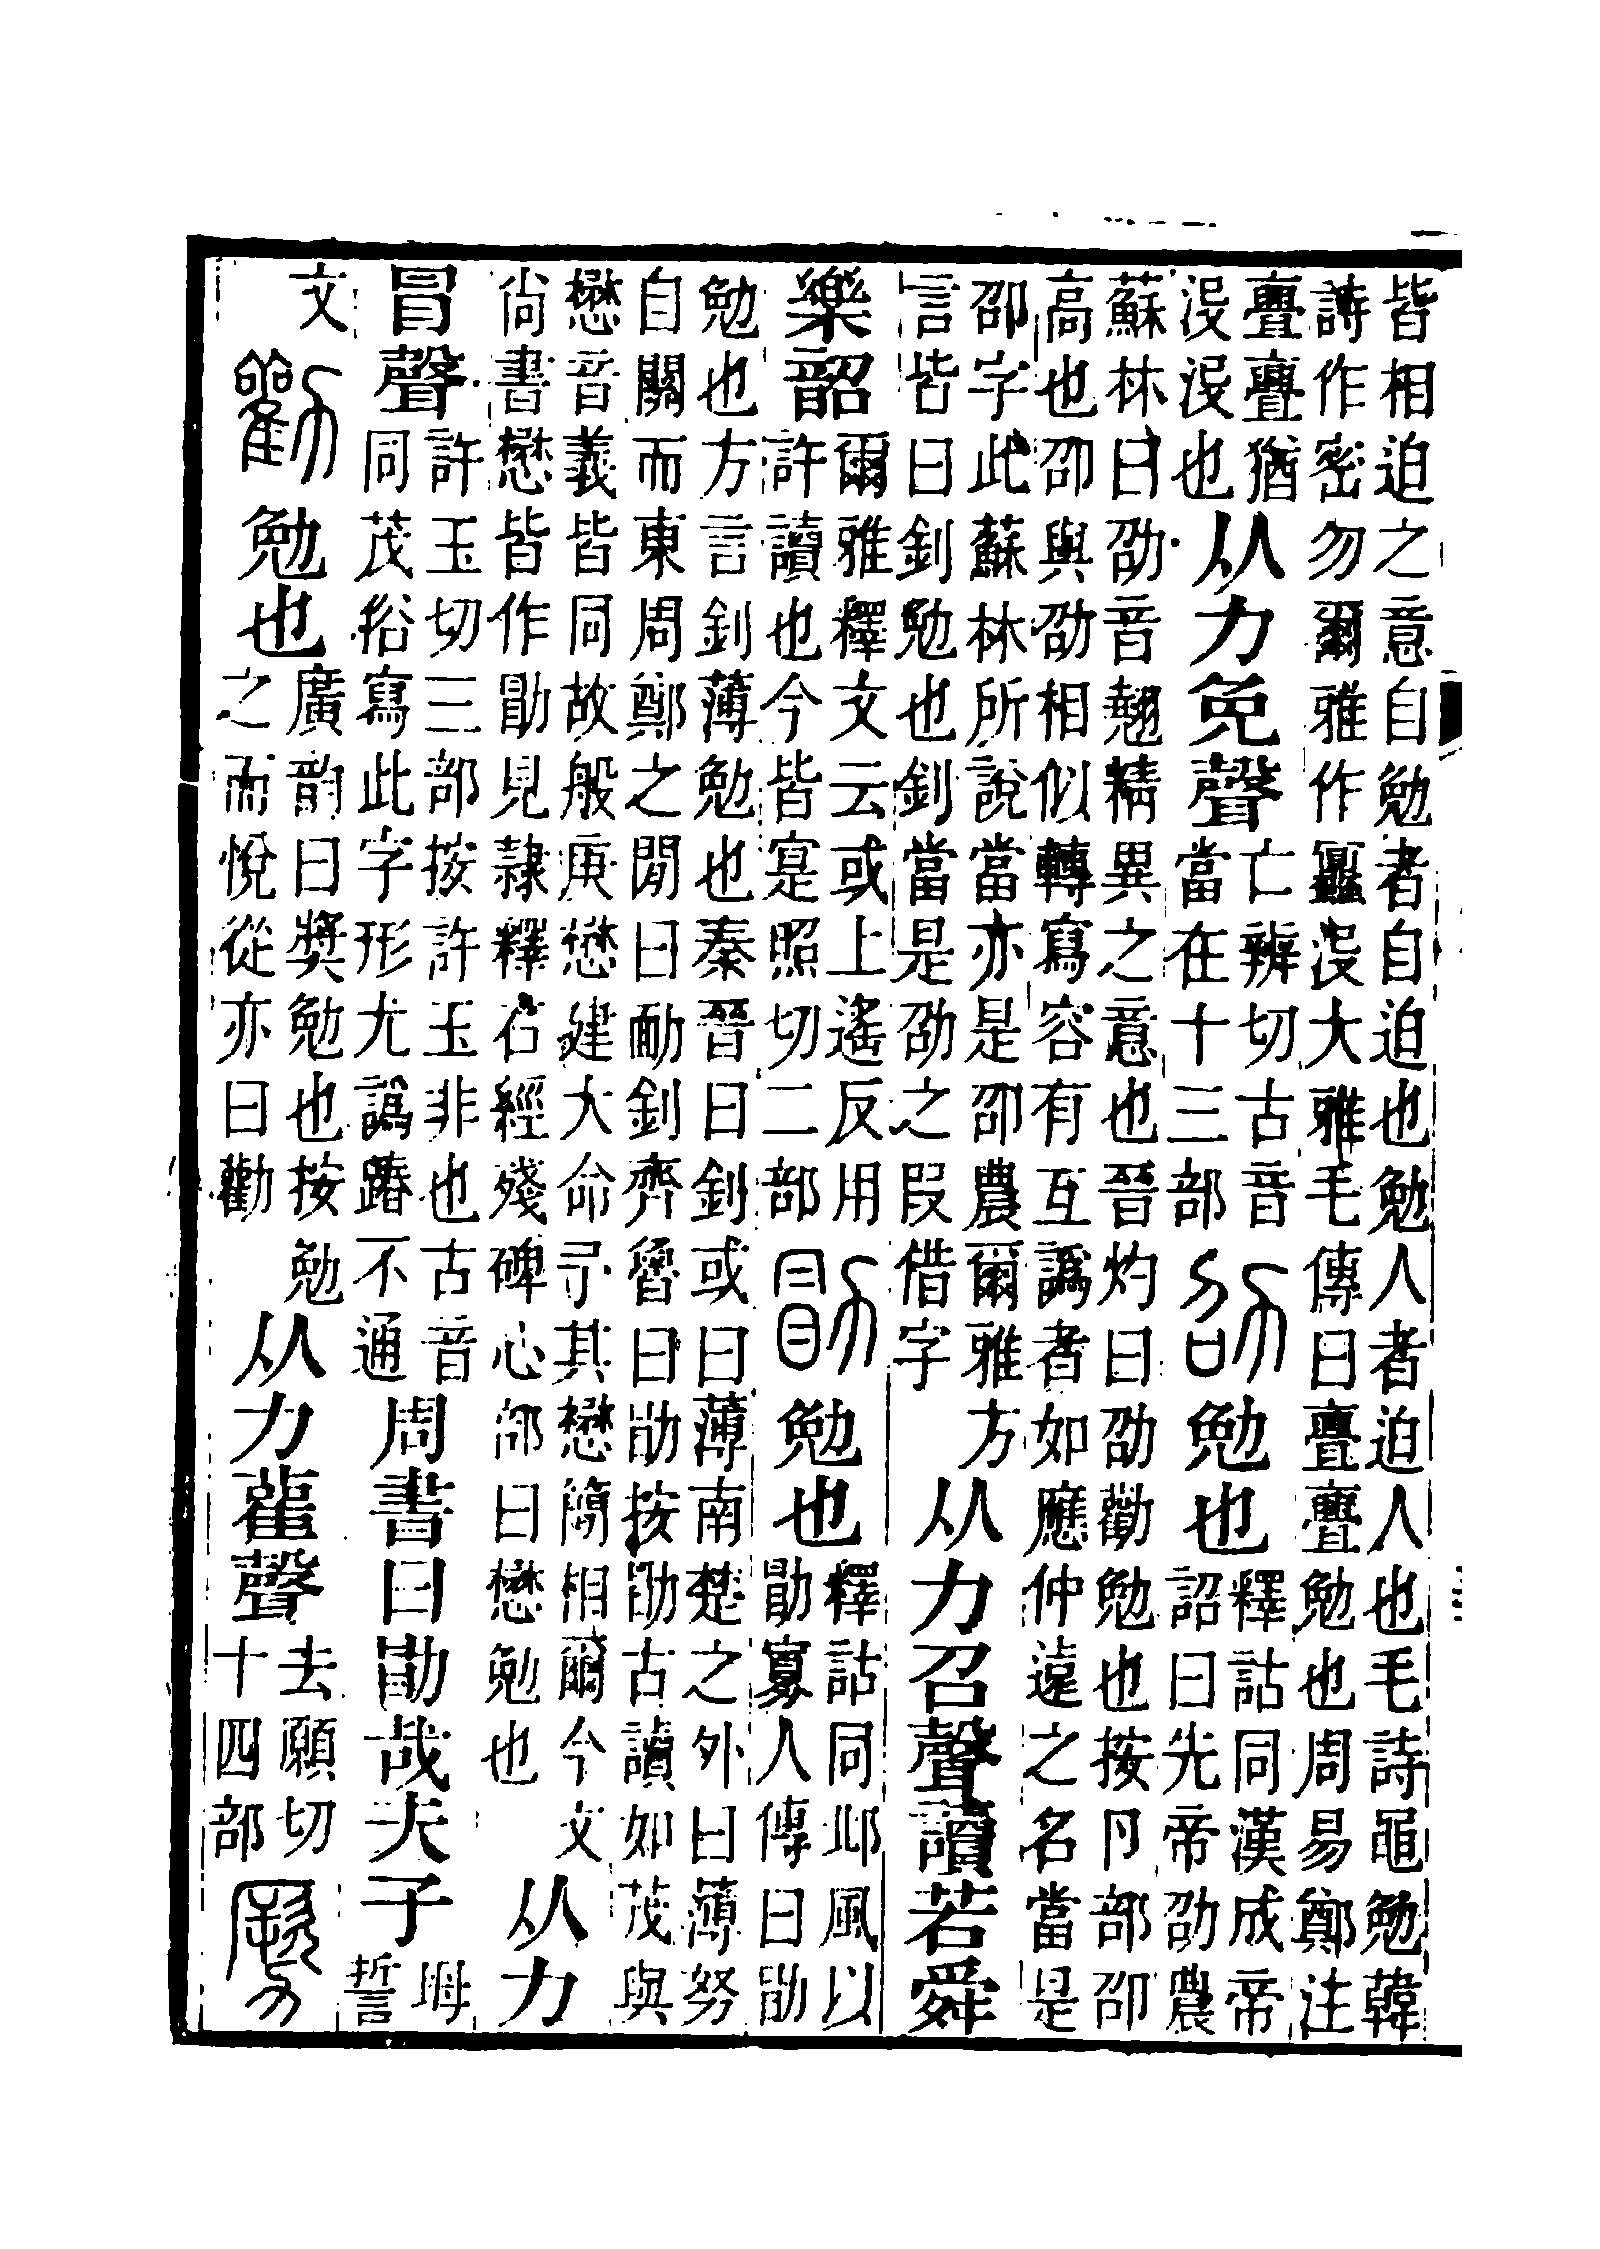 皆相迫之意自勉者自迫也勉人者迫人也毛詩黽勉韓
詩作密勿爾雅作蠠没大雅毛傳曰亹亹勉也周易鄭注
亹亹猶
没没也
从力免聲
亡辨切古音
當在十三部
劭
勉也
釋詁同漢成帝
詔曰先帝劭農
蘇林曰劭音翹精異之意也晉灼曰劭勸勉也按卪部卲
高也卲與劭相似轉寫容有互譌者如應仲遠之名當是
卲字此蘇林所說當亦是卲農爾雅方
言皆曰釗勉也釗當是劭之叚借字
从力召聲讀若舜
樂韶
爾雅釋文云或上遙反用
許讀也今皆寔照切二部
勖
勉也
釋詁同邶風以
勖寡人傳曰勖
勉也方言釗薄勉也秦晉曰釗或曰薄南楚之外曰薄努
自關而東周鄭之閒曰勔釗齊魯曰勖按勖古讀如茂與
懋音義皆同故般庚懋建大命予其懋簡相爾今文
尚書懋皆作勖見隸釋石經殘碑心部曰懋勉也
从力
冒聲
許玉切三部按許玉非也古音
同茂俗寫此字形尤譌踳不通
周書曰勖哉夫子
坶
誓
文
勸
勉也
廣韵曰獎勉也按勉
之而悅從亦曰勸
从力雚聲
去願切
十四部
勝